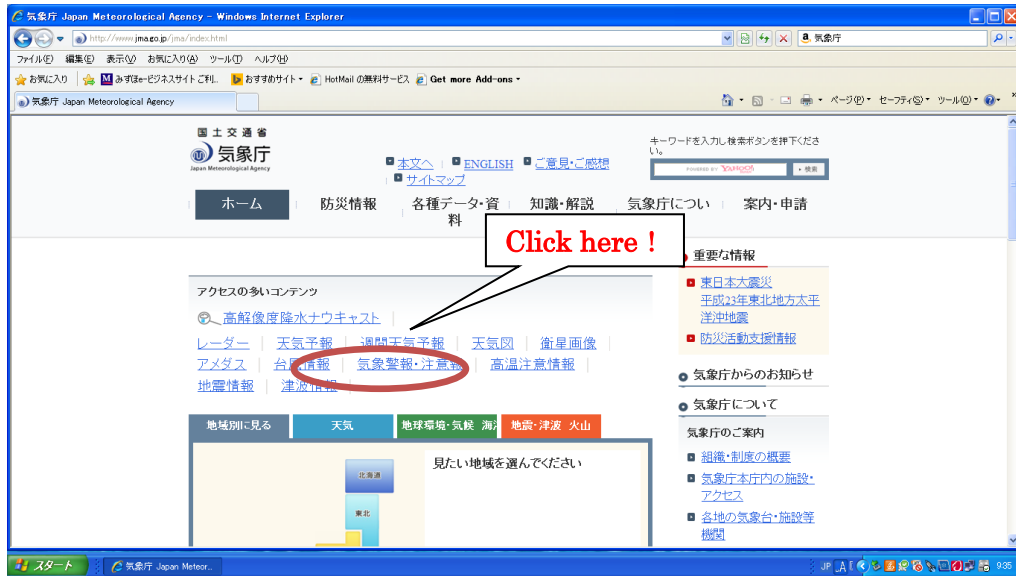 気象庁 Japan Meteorological Agency - Windows Internet Explorer
http://www.jma.go.jp/jma/index.html
気象庁
ファイル(F) 編集(E) 表示(V) お気に入り(A) ツール(T) ヘルプ(H)
お気に入り みずほe-ビジネスサイト ご利... おすすめサイト HotMail の無料サービス Get more Add-ons
気象庁 Japan Meteorological Agency
ページ(P) セーフティ(S) ツール(O)
国土交通省
気象庁
Japan Meteorological Agency
本文へ | ENGLISH ご意見・ご感想
サイトマップ
キーワードを入力し検索ボタンを押下ください。
POWERED BY YAHOO! 検索
ホーム 防災情報 各種データ・資料 知識・解説 気象庁につい 案内・申請
Click here !
アクセスの多いコンテンツ
高解像度降水ナウキャスト
レーダー 天気予報 週間天気予報 天気図 衛星画像
アメダス 台風情報 気象警報・注意報 高温注意情報
地震情報 津波情報
重要な情報
東日本大震災
平成23年東北地方太平
洋沖地震
防災活動支援情報
気象庁からのお知らせ
気象庁について
気象庁のご案内
組織・制度の概要
気象庁本庁内の施設・
アクセス
各地の気象台・施設等
機関
地域別に見る 天気 地球環境・気候 海 地震・津波 火山
見たい地域を選んでください
北海道
東北
スタート 気象庁 Japan Meteor...
JP A 9:35